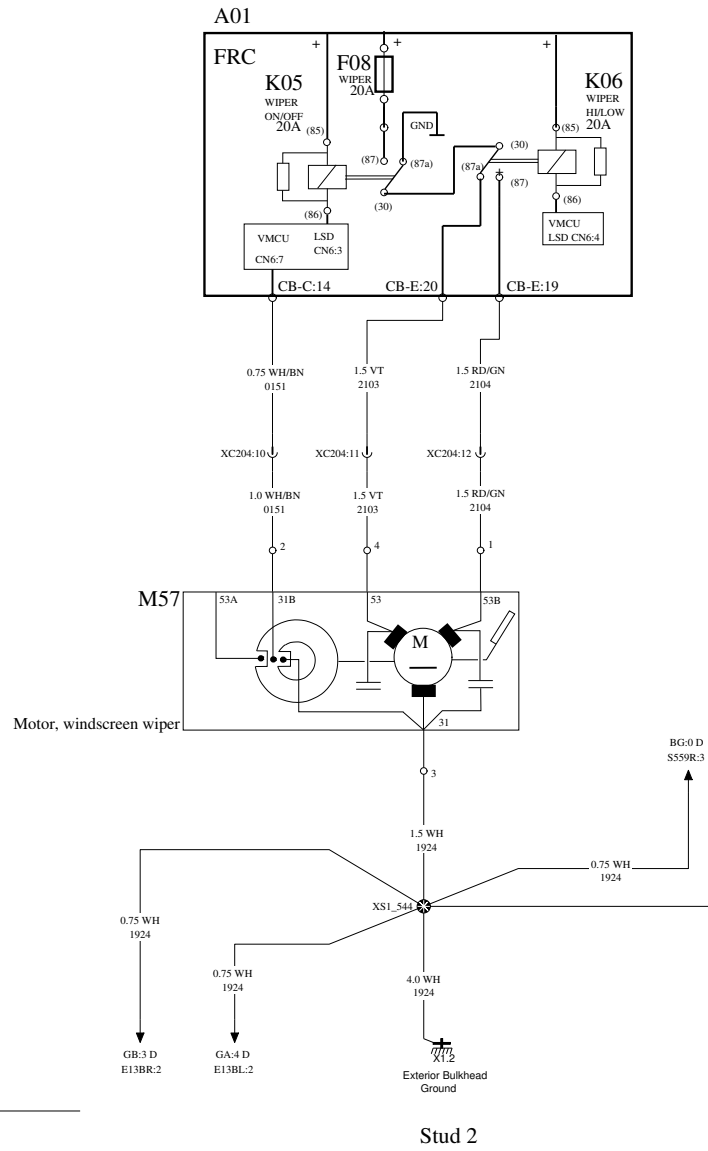 A01
FRC
+
+
+
K05
WIPER
ON/OFF
20A
(85)
F08
WIPER
20A
K06
WIPER
HI/LOW
20A
(85)
GND
(87)
(87a)
(30)
(30)
(87a)
+
(87)
(86)
(86)
VMCU
LSD
CN6:3
CN6:7
VMCU
LSD CN6:4
CB-C:14
CB-E:20
CB-E:19
0.75 WH/BN
0151
1.5 VT
2103
1.5 RD/GN
2104
XC204:10
XC204:11
XC204:12
1.0 WH/BN
0151
1.5 VT
2103
1.5 RD/GN
2104
2
4
1
M57
53A
31B
53
53B
M
31
Motor, windscreen wiper
3
BG:0 D
S559R:3
1.5 WH
1924
0.75 WH
1924
XS1_544
0.75 WH
1924
0.75 WH
1924
4.0 WH
1924
GB:3 D
E13BR:2
GA:4 D
E13BL:2
X1.2
Exterior Bulkhead
Ground
Stud 2